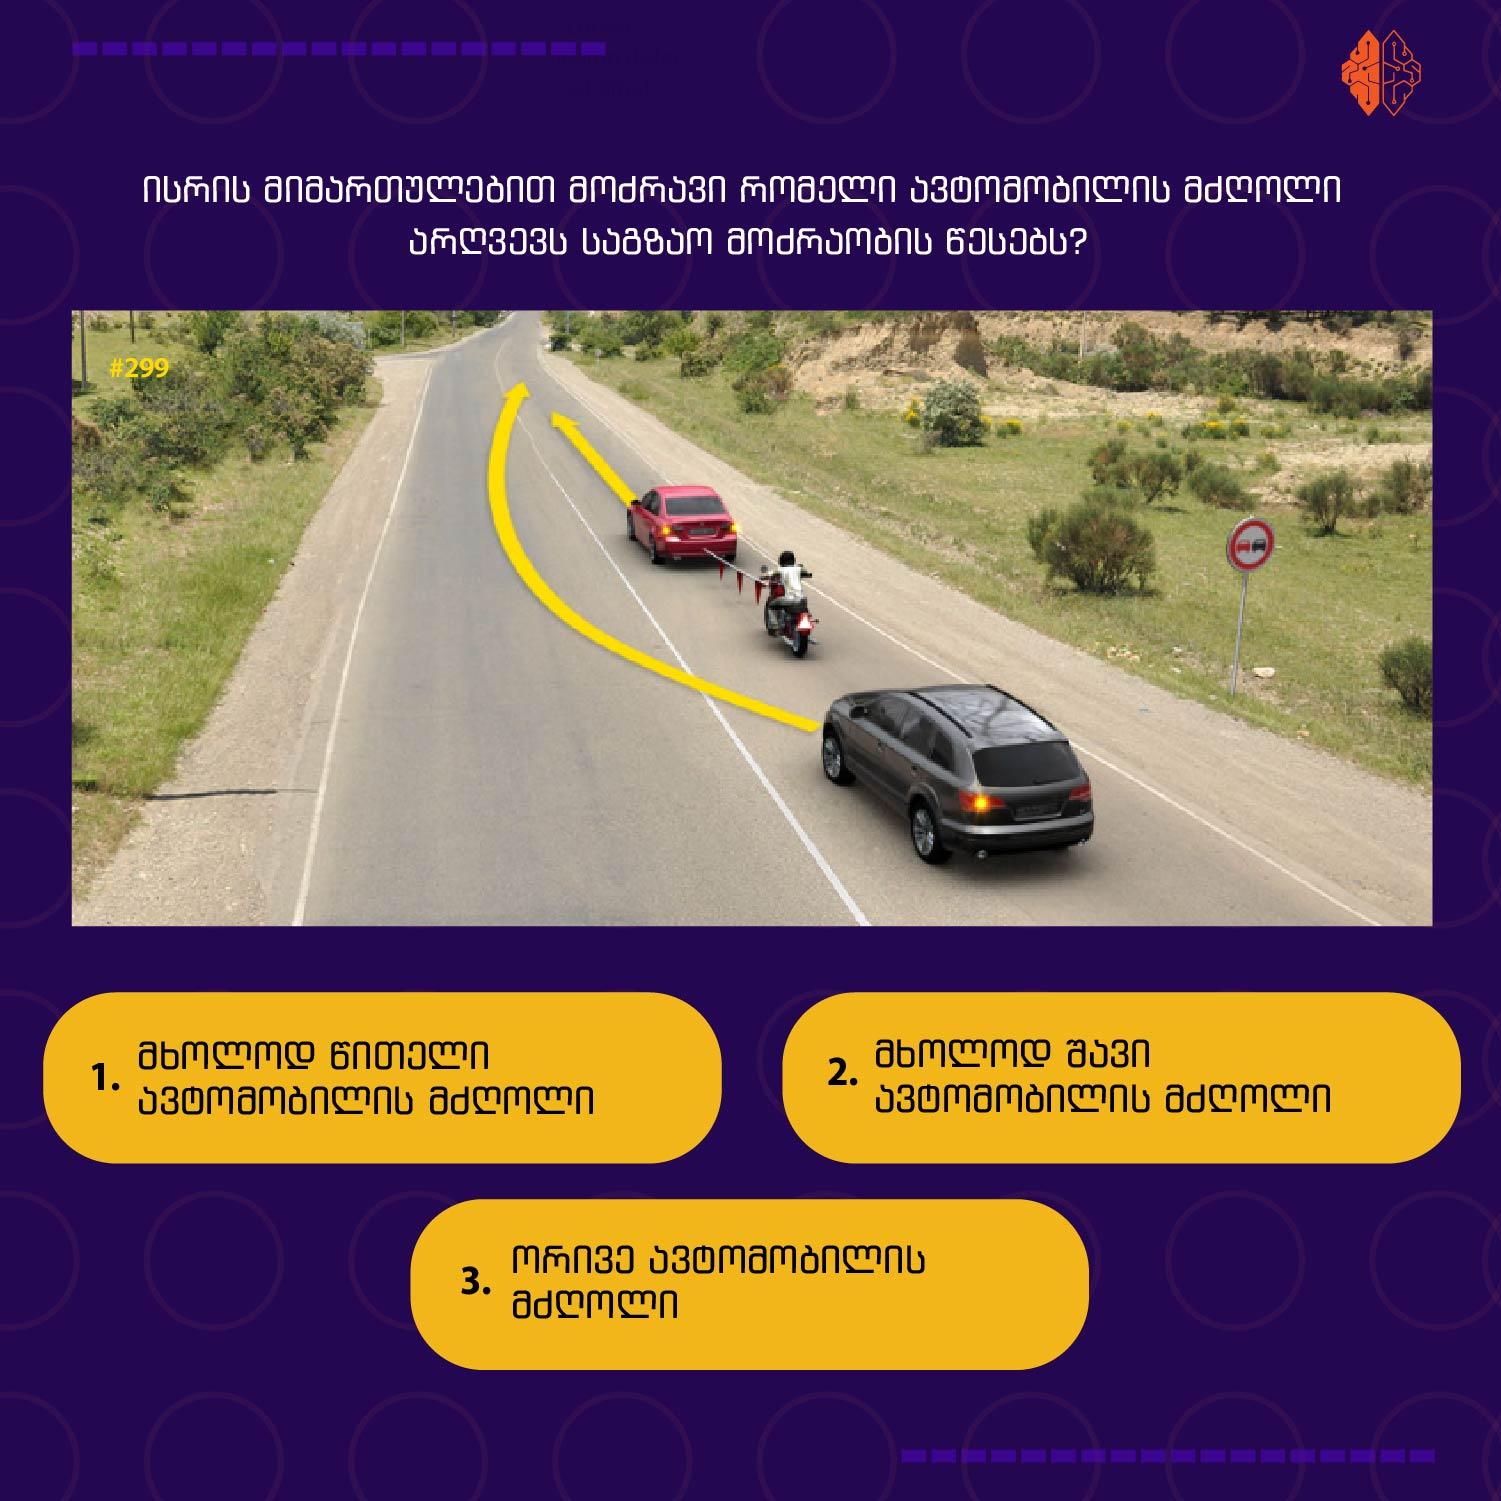 ისრის მიმართულებით მოძრავი რომელი ავტომობილის მძღოლი
არღვევს საგზაო მოძრაობის წესებს?
#299
1. მხოლოდ წითელი
ავტომობილის მძღოლი
2. მხოლოდ შავი
ავტომობილის მძღოლი
3. ორივე ავტომობილის
მძღოლი